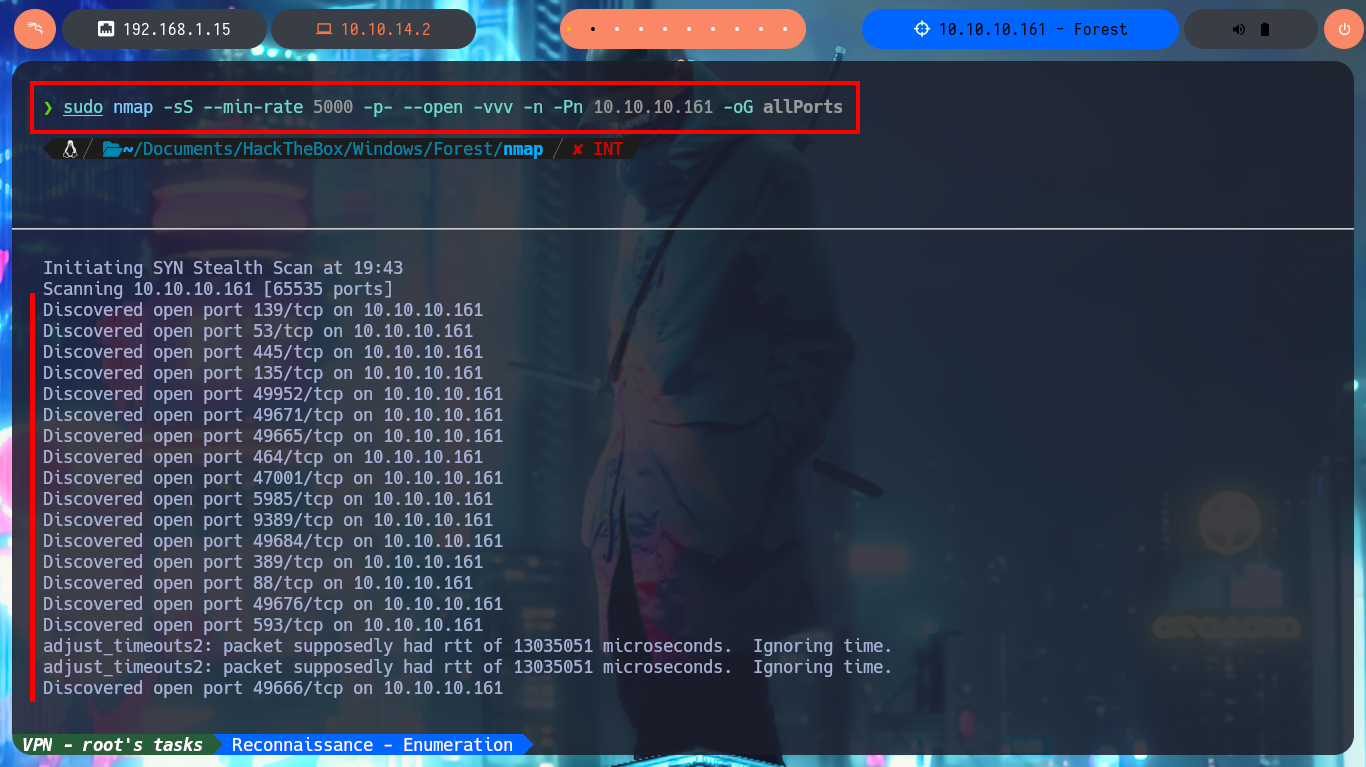 192.168.1.15
10.10.14.2
10.10.10.161 - Forest
❯ sudo nmap -sS --min-rate 5000 -p- --open -vvv -n -Pn 10.10.10.161 -oG allPorts
~/Documents/HackTheBox/Windows/Forest/nmap / ✘ INT
Initiating SYN Stealth Scan at 19:43
Scanning 10.10.10.161 [65535 ports]
Discovered open port 139/tcp on 10.10.10.161
Discovered open port 53/tcp on 10.10.10.161
Discovered open port 445/tcp on 10.10.10.161
Discovered open port 135/tcp on 10.10.10.161
Discovered open port 49952/tcp on 10.10.10.161
Discovered open port 49671/tcp on 10.10.10.161
Discovered open port 49665/tcp on 10.10.10.161
Discovered open port 464/tcp on 10.10.10.161
Discovered open port 47001/tcp on 10.10.10.161
Discovered open port 5985/tcp on 10.10.10.161
Discovered open port 9389/tcp on 10.10.10.161
Discovered open port 49684/tcp on 10.10.10.161
Discovered open port 389/tcp on 10.10.10.161
Discovered open port 88/tcp on 10.10.10.161
Discovered open port 49676/tcp on 10.10.10.161
Discovered open port 593/tcp on 10.10.10.161
adjust_timeouts2: packet supposedly had rtt of 13035051 microseconds.  Ignoring time.
adjust_timeouts2: packet supposedly had rtt of 13035051 microseconds.  Ignoring time.
Discovered open port 49666/tcp on 10.10.10.161
VPN - root's tasks
Reconnaissance - Enumeration